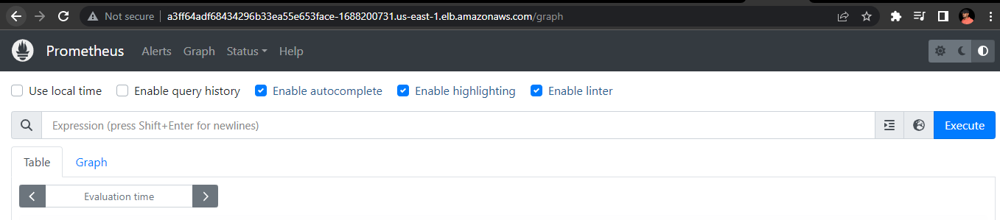 Not secure a3ff64adf68434296b33ea55e653face-1688200731.us-east-1.elb.amazonaws.com/graph
Prometheus Alerts Graph Status Help
Use local time Enable query history Enable autocomplete Enable highlighting Enable linter
Expression (press Shift+Enter for newlines) Execute
Table Graph
Evaluation time